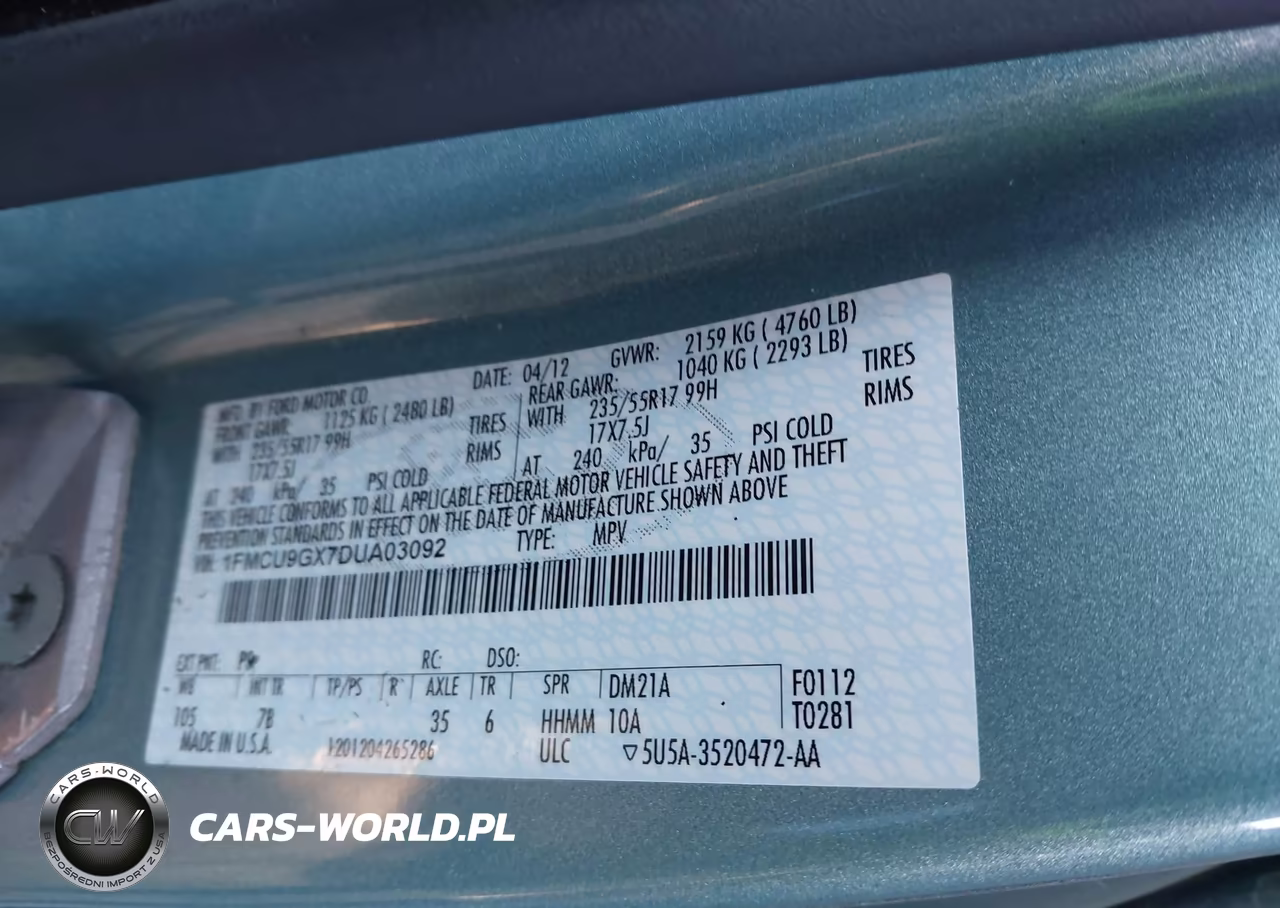 MFD. BY FORD MOTOR CO. DATE: 04/12 GVWR: 2159 KG ( 4760 LB)
FRONT GAWR: 1125 KG ( 2480 LB) REAR GAWR: 1040 KG ( 2293 LB)
WITH 235/55R17 99H TIRES WITH 235/55R17 99H TIRES
17X7.5J RIMS 17X7.5J RIMS
AT 240 kPa/ 35 PSI COLD AT 240 kPa/ 35 PSI COLD
THIS VEHICLE CONFORMS TO ALL APPLICABLE FEDERAL MOTOR VEHICLE SAFETY AND THEFT
PREVENTION STANDARDS IN EFFECT ON THE DATE OF MANUFACTURE SHOWN ABOVE
VIN: 1FMCU9GX7DUA03092 TYPE: MPV
EXT PNT: RC: DSO:
WB INT TR TP/PS R AXLE TR SPR DM21A F0112
105 7B 35 6 HHMM 10A T0281
MADE IN U.S.A. 1201204265286 ULC ▽5U5A-3520472-AA
CARS-WORLD
CW
BEZPOŚREDNI IMPORT Z USA
CARS-WORLD.PL